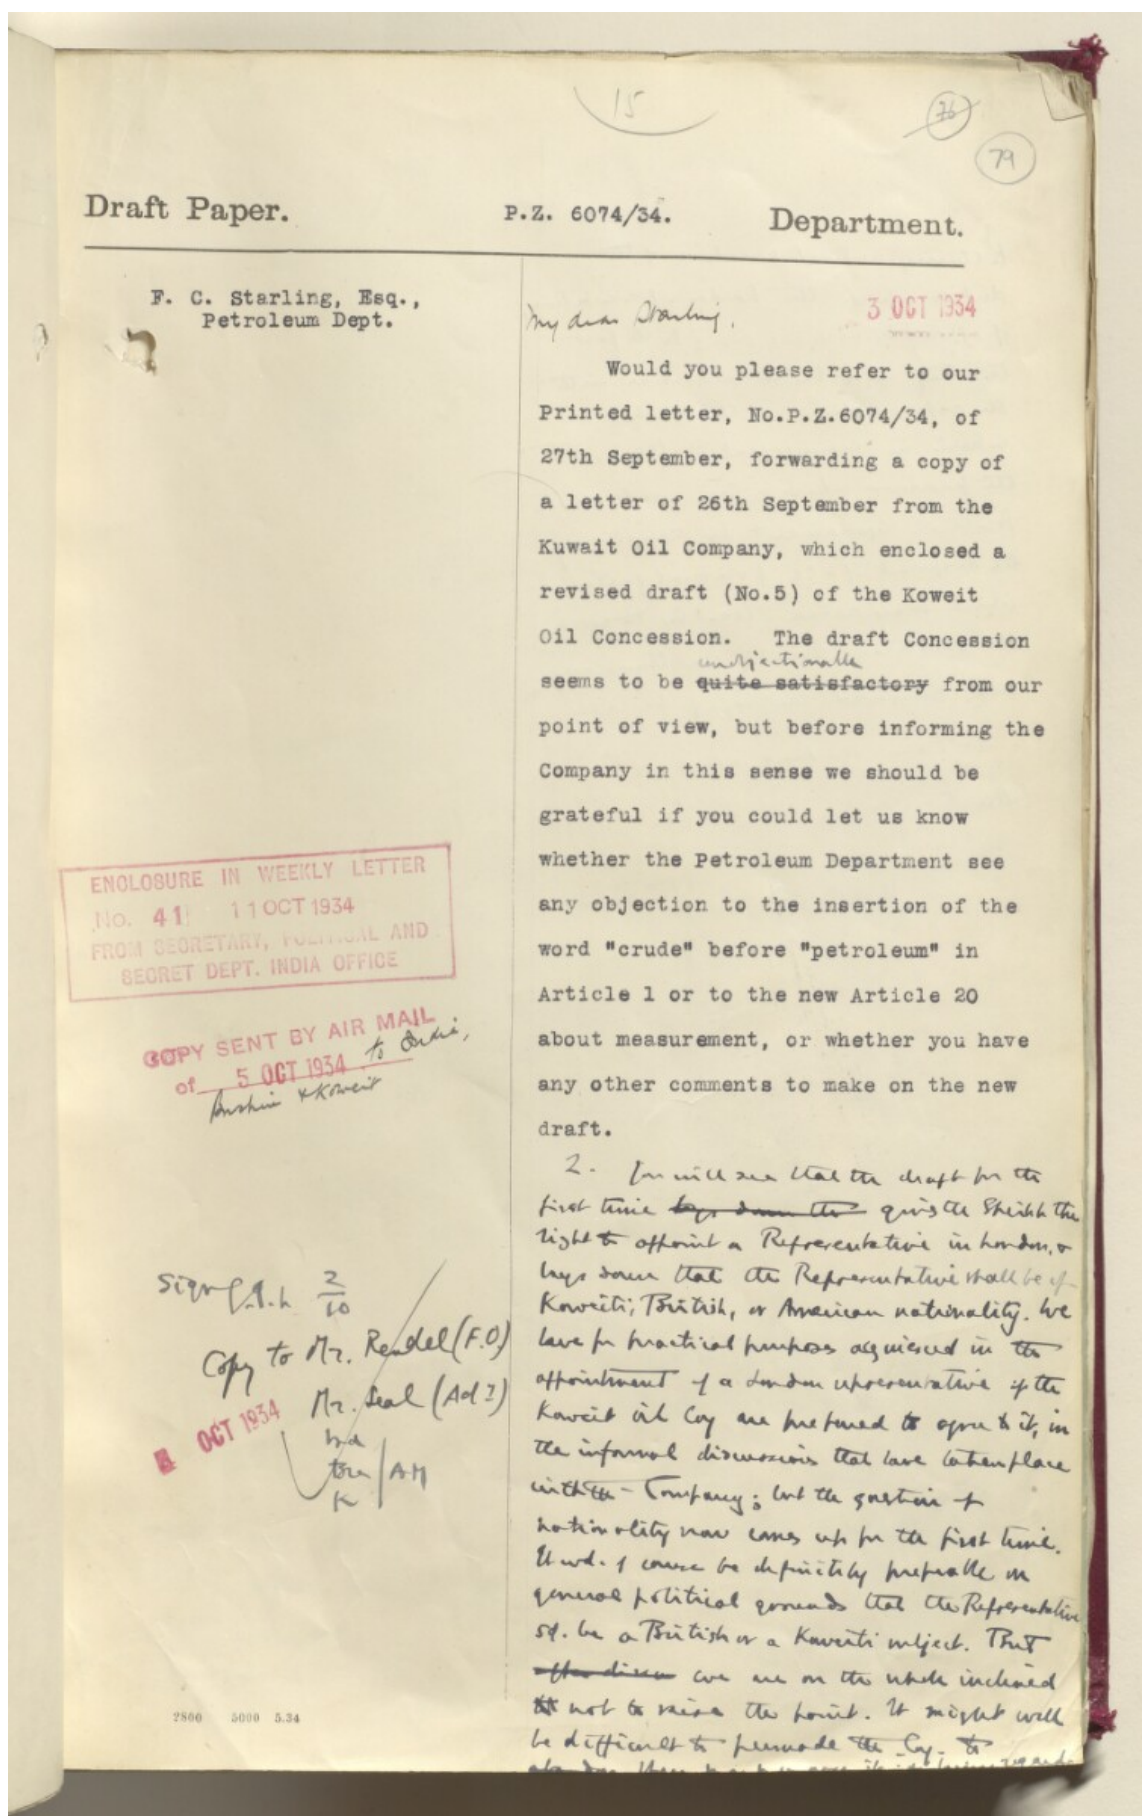 15
76
79
Draft Paper.
P.Z. 6074/34.
Department.
F. C. Starling, Esq.,
Petroleum Dept.
3 OCT 1934
My dear Starling,
Would you please refer to our
Printed letter, No.P.Z.6074/34, of
27th September, forwarding a copy of
a letter of 26th September from the
Kuwait Oil Company, which enclosed a
revised draft (No.5) of the Koweit
Oil Concession. The draft Concession
unobjectionable
seems to be quite satisfactory from our
point of view, but before informing the
Company in this sense we should be
grateful if you could let us know
whether the Petroleum Department see
any objection to the insertion of the
word "crude" before "petroleum" in
Article 1 or to the new Article 20
about measurement, or whether you have
any other comments to make on the new
draft.
2. You will see that the draft for the
first time lays down the gives the Sheikh the
right to appoint a Representative in London, &
lays down that the Representative shall be of
Koweiti, British, or American nationality. We
have for practical purposes acquiesced in the
appointment of a London representative if the
Koweit Oil Coy are prepared to agree to it, in
the informal discussions that have taken place
with the Company; but the question of
nationality now comes up for the first time.
It wd. of course be definitely preferable on
general political grounds that the Representative
sd. be a British or a Koweiti subject. But
we are on the whole inclined
not to raise the point. It might well
be difficult to persuade the Coy. to
ENCLOSURE IN WEEKLY LETTER
No. 41 11 OCT 1934
FROM SECRETARY, POLITICAL AND
SECRET DEPT. INDIA OFFICE
COPY SENT BY AIR MAIL
of 5 OCT 1934 to India,
Bushire & Koweit
2/10
Copy to Mr. Rendel (F.O)
Mr. Seal (Ad?)
OCT 1934
K
2800 5000 5.34